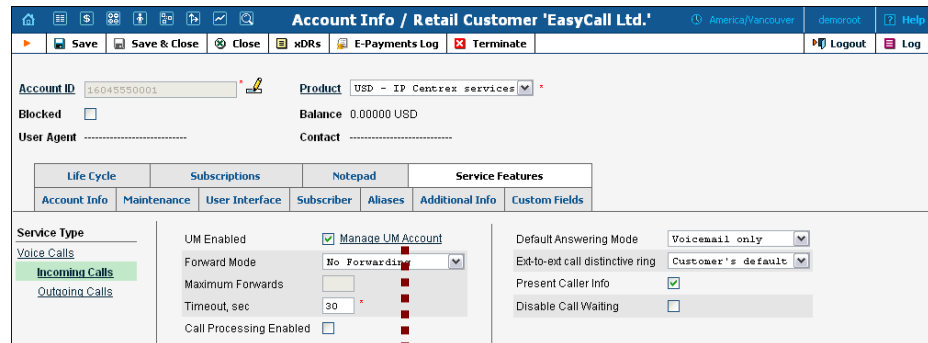 Account Info / Retail Customer 'EasyCall Ltd.' America/Vancouver demoroot ? Help
Save Save & Close Close xDRs E-Payments Log Terminate Logout Log
Account ID 16045550001 * Product USD - IP Centrex services *
Blocked Balance 0.00000 USD
User Agent --------------------------- Contact ---------------------------
Life Cycle Subscriptions Notepad Service Features
Account Info Maintenance User Interface Subscriber Aliases Additional Info Custom Fields
Service Type
Voice Calls
Incoming Calls
Outgoing Calls
UM Enabled Manage UM Account
Forward Mode No Forwarding
Maximum Forwards
Timeout, sec 30 *
Call Processing Enabled
Default Answering Mode Voicemail only
Ext-to-ext call distinctive ring Customer's default
Present Caller Info
Disable Call Waiting